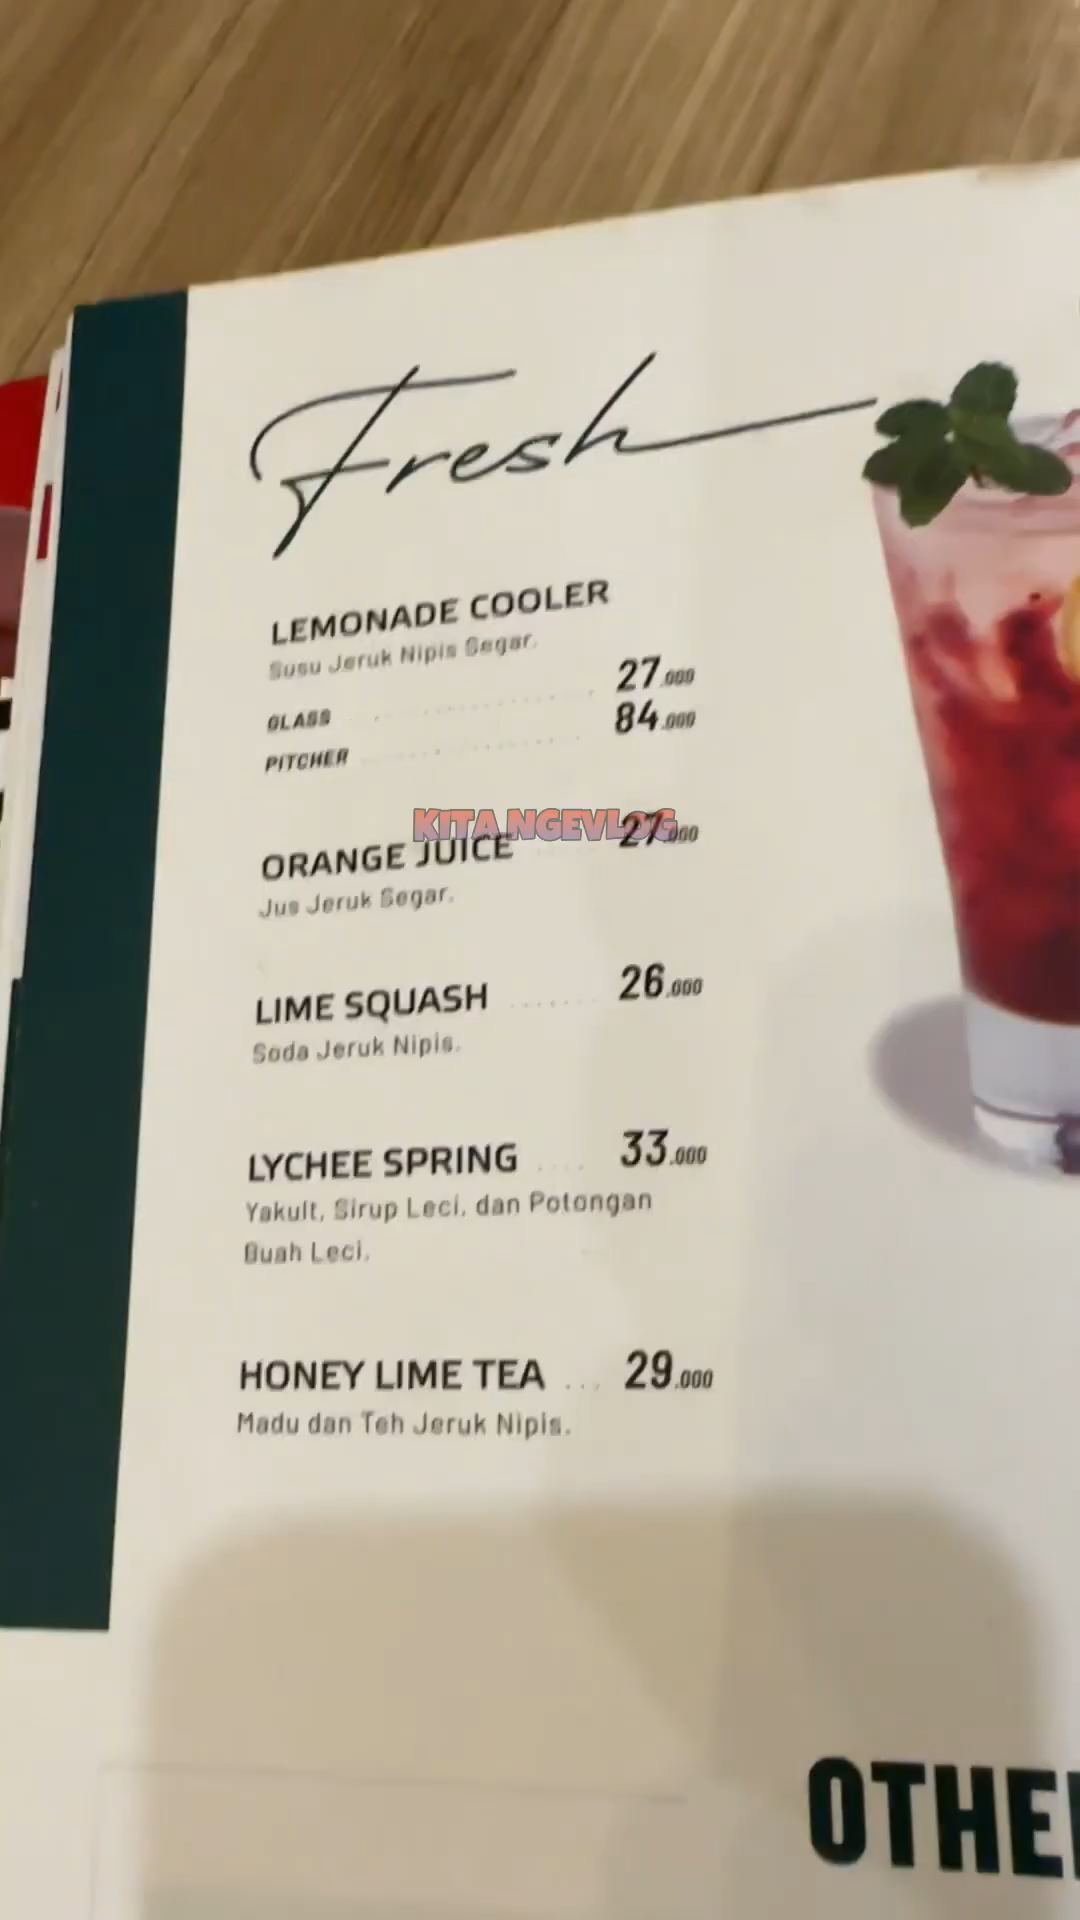 Fresh
LEMONADE COOLER
Susu Jeruk Nipis Segar.
GLASS 27.000
PITCHER 84.000
KITA NGEVLOG
ORANGE JUICE 27.000
Jus Jeruk Segar.
LIME SQUASH 26.000
Soda Jeruk Nipis.
LYCHEE SPRING 33.000
Yakult, Sirup Leci, dan Potongan
Buah Leci.
HONEY LIME TEA 29.000
Madu dan Teh Jeruk Nipis.